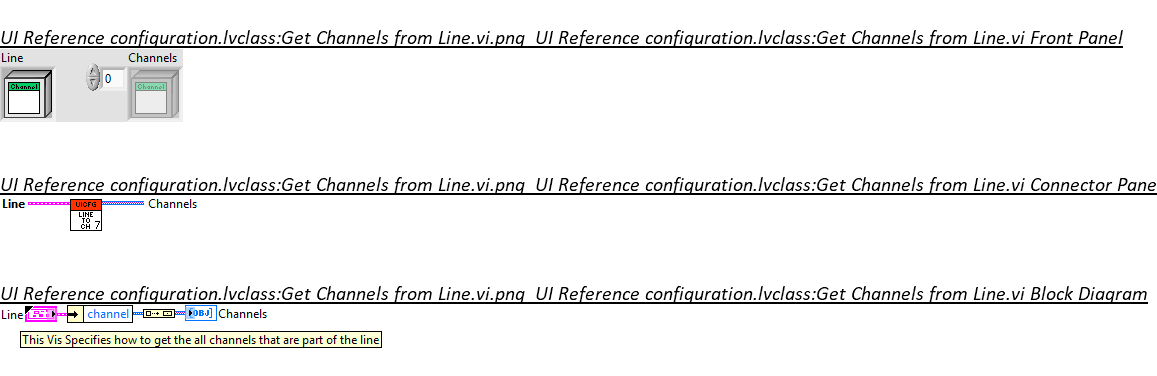 UI Reference configuration.lvclass:Get Channels from Line.vi.png UI Reference configuration.lvclass:Get Channels from Line.vi Front Panel
Line Channels
Channel 0 Channel
UI Reference configuration.lvclass:Get Channels from Line.vi.png UI Reference configuration.lvclass:Get Channels from Line.vi Connector Pane
Line Channels
UICFG
LINE
TO
CH 7
UI Reference configuration.lvclass:Get Channels from Line.vi.png UI Reference configuration.lvclass:Get Channels from Line.vi Block Diagram
Line channel OBJ Channels
This Vis Specifies how to get the all channels that are part of the line